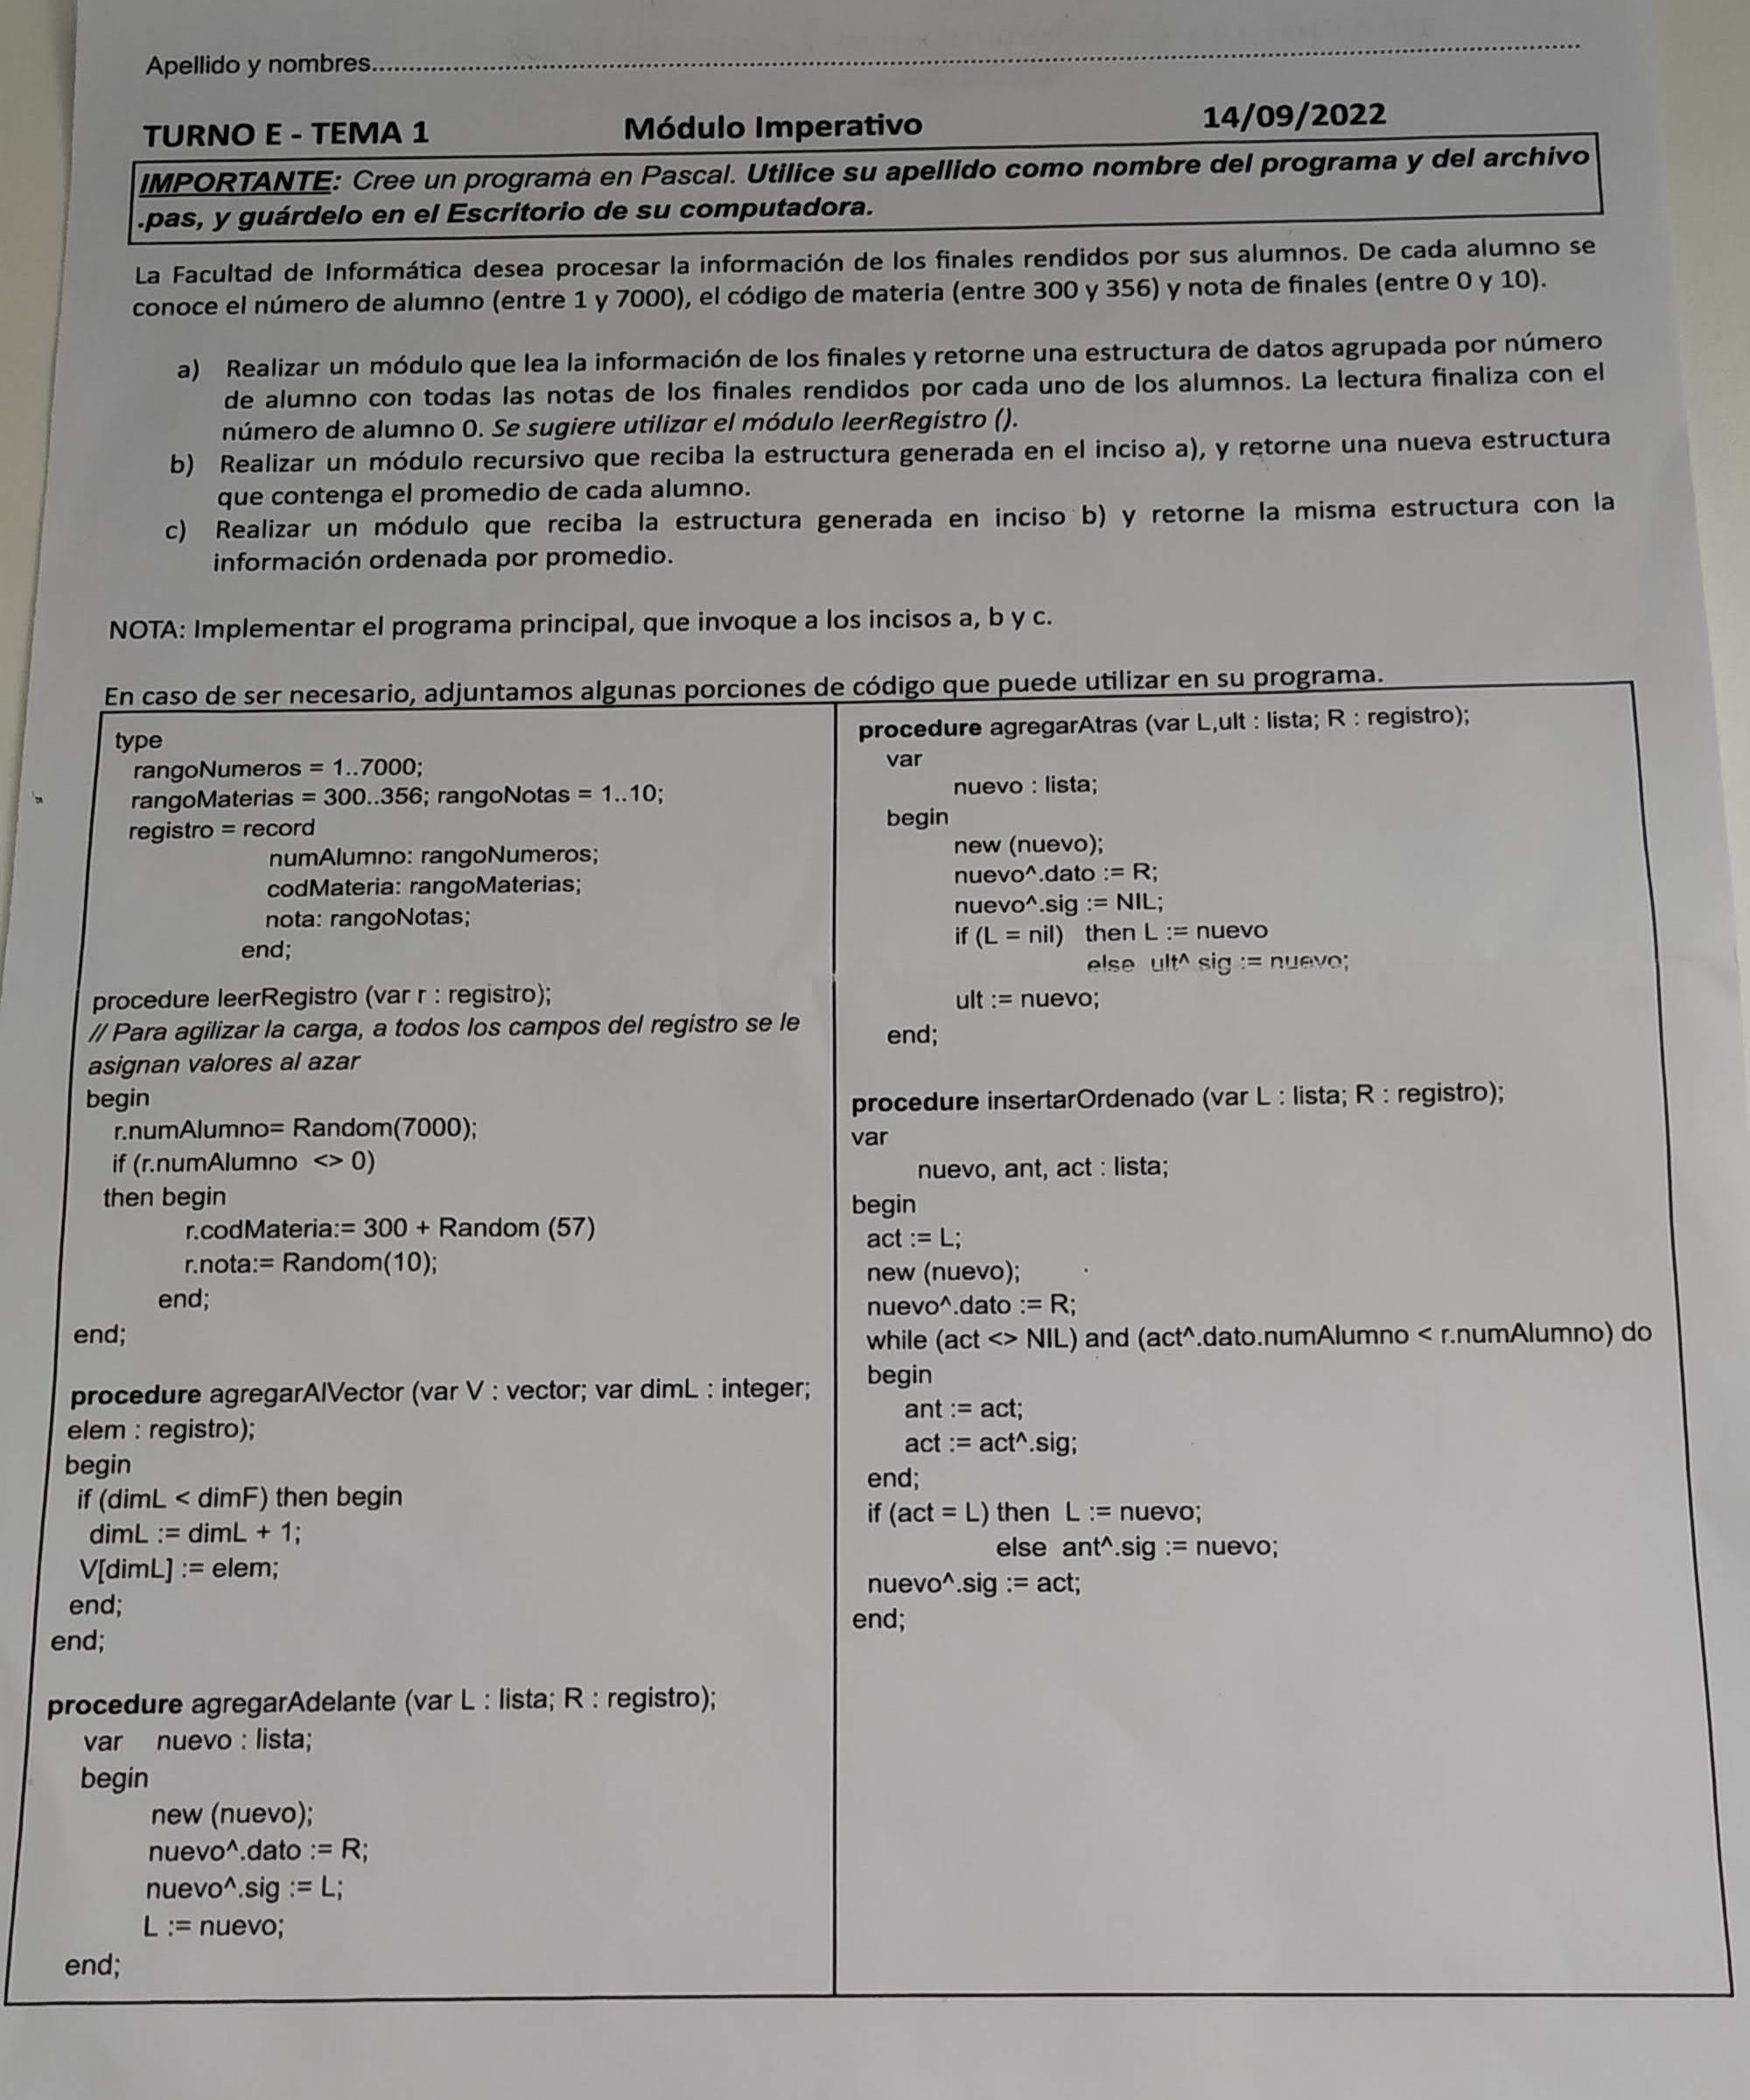 Apellido y nombres................................................................
TURNO E - TEMA 1 Módulo Imperativo 14/09/2022
IMPORTANTE: Cree un programa en Pascal. Utilice su apellido como nombre del programa y del archivo
.pas, y guárdelo en el Escritorio de su computadora.
La Facultad de Informática desea procesar la información de los finales rendidos por sus alumnos. De cada alumno se
conoce el número de alumno (entre 1 y 7000), el código de materia (entre 300 y 356) y nota de finales (entre 0 y 10).
a) Realizar un módulo que lea la información de los finales y retorne una estructura de datos agrupada por número
de alumno con todas las notas de los finales rendidos por cada uno de los alumnos. La lectura finaliza con el
número de alumno 0. Se sugiere utilizar el módulo leerRegistro ().
b) Realizar un módulo recursivo que reciba la estructura generada en el inciso a), y retorne una nueva estructura
que contenga el promedio de cada alumno.
c) Realizar un módulo que reciba la estructura generada en inciso b) y retorne la misma estructura con la
información ordenada por promedio.
NOTA: Implementar el programa principal, que invoque a los incisos a, b y c.
En caso de ser necesario, adjuntamos algunas porciones de código que puede utilizar en su programa.
type
rangoNumeros = 1..7000;
rangoMaterias = 300..356; rangoNotas = 1..10;
registro = record
numAlumno: rangoNumeros;
codMateria: rangoMaterias;
nota: rangoNotas;
end;
procedure leerRegistro (var r : registro);
// Para agilizar la carga, a todos los campos del registro se le
asignan valores al azar
begin
r.numAlumno= Random(7000);
if (r.numAlumno <> 0)
then begin
r.codMateria:= 300 + Random (57)
r.nota:= Random(10);
end;
end;
procedure agregarAlVector (var V : vector; var dimL : integer;
elem : registro);
begin
if (dimL < dimF) then begin
dimL := dimL + 1;
V[dimL] := elem;
end;
end;
procedure agregarAdelante (var L : lista; R : registro);
var nuevo : lista;
begin
new (nuevo);
nuevo^.dato := R;
nuevo^.sig := L;
L := nuevo;
end;
procedure agregarAtras (var L,ult : lista; R : registro);
var
nuevo : lista;
begin
new (nuevo);
nuevo^.dato := R;
nuevo^.sig := NIL;
if (L = nil) then L := nuevo
else ult^ sig := nuevo;
ult := nuevo;
end;
procedure insertarOrdenado (var L : lista; R : registro);
var
nuevo, ant, act : lista;
begin
act := L;
new (nuevo);
nuevo^.dato := R;
while (act <> NIL) and (act^.dato.numAlumno < r.numAlumno) do
begin
ant := act;
act := act^.sig;
end;
if (act = L) then L := nuevo;
else ant^.sig := nuevo;
nuevo^.sig := act;
end;